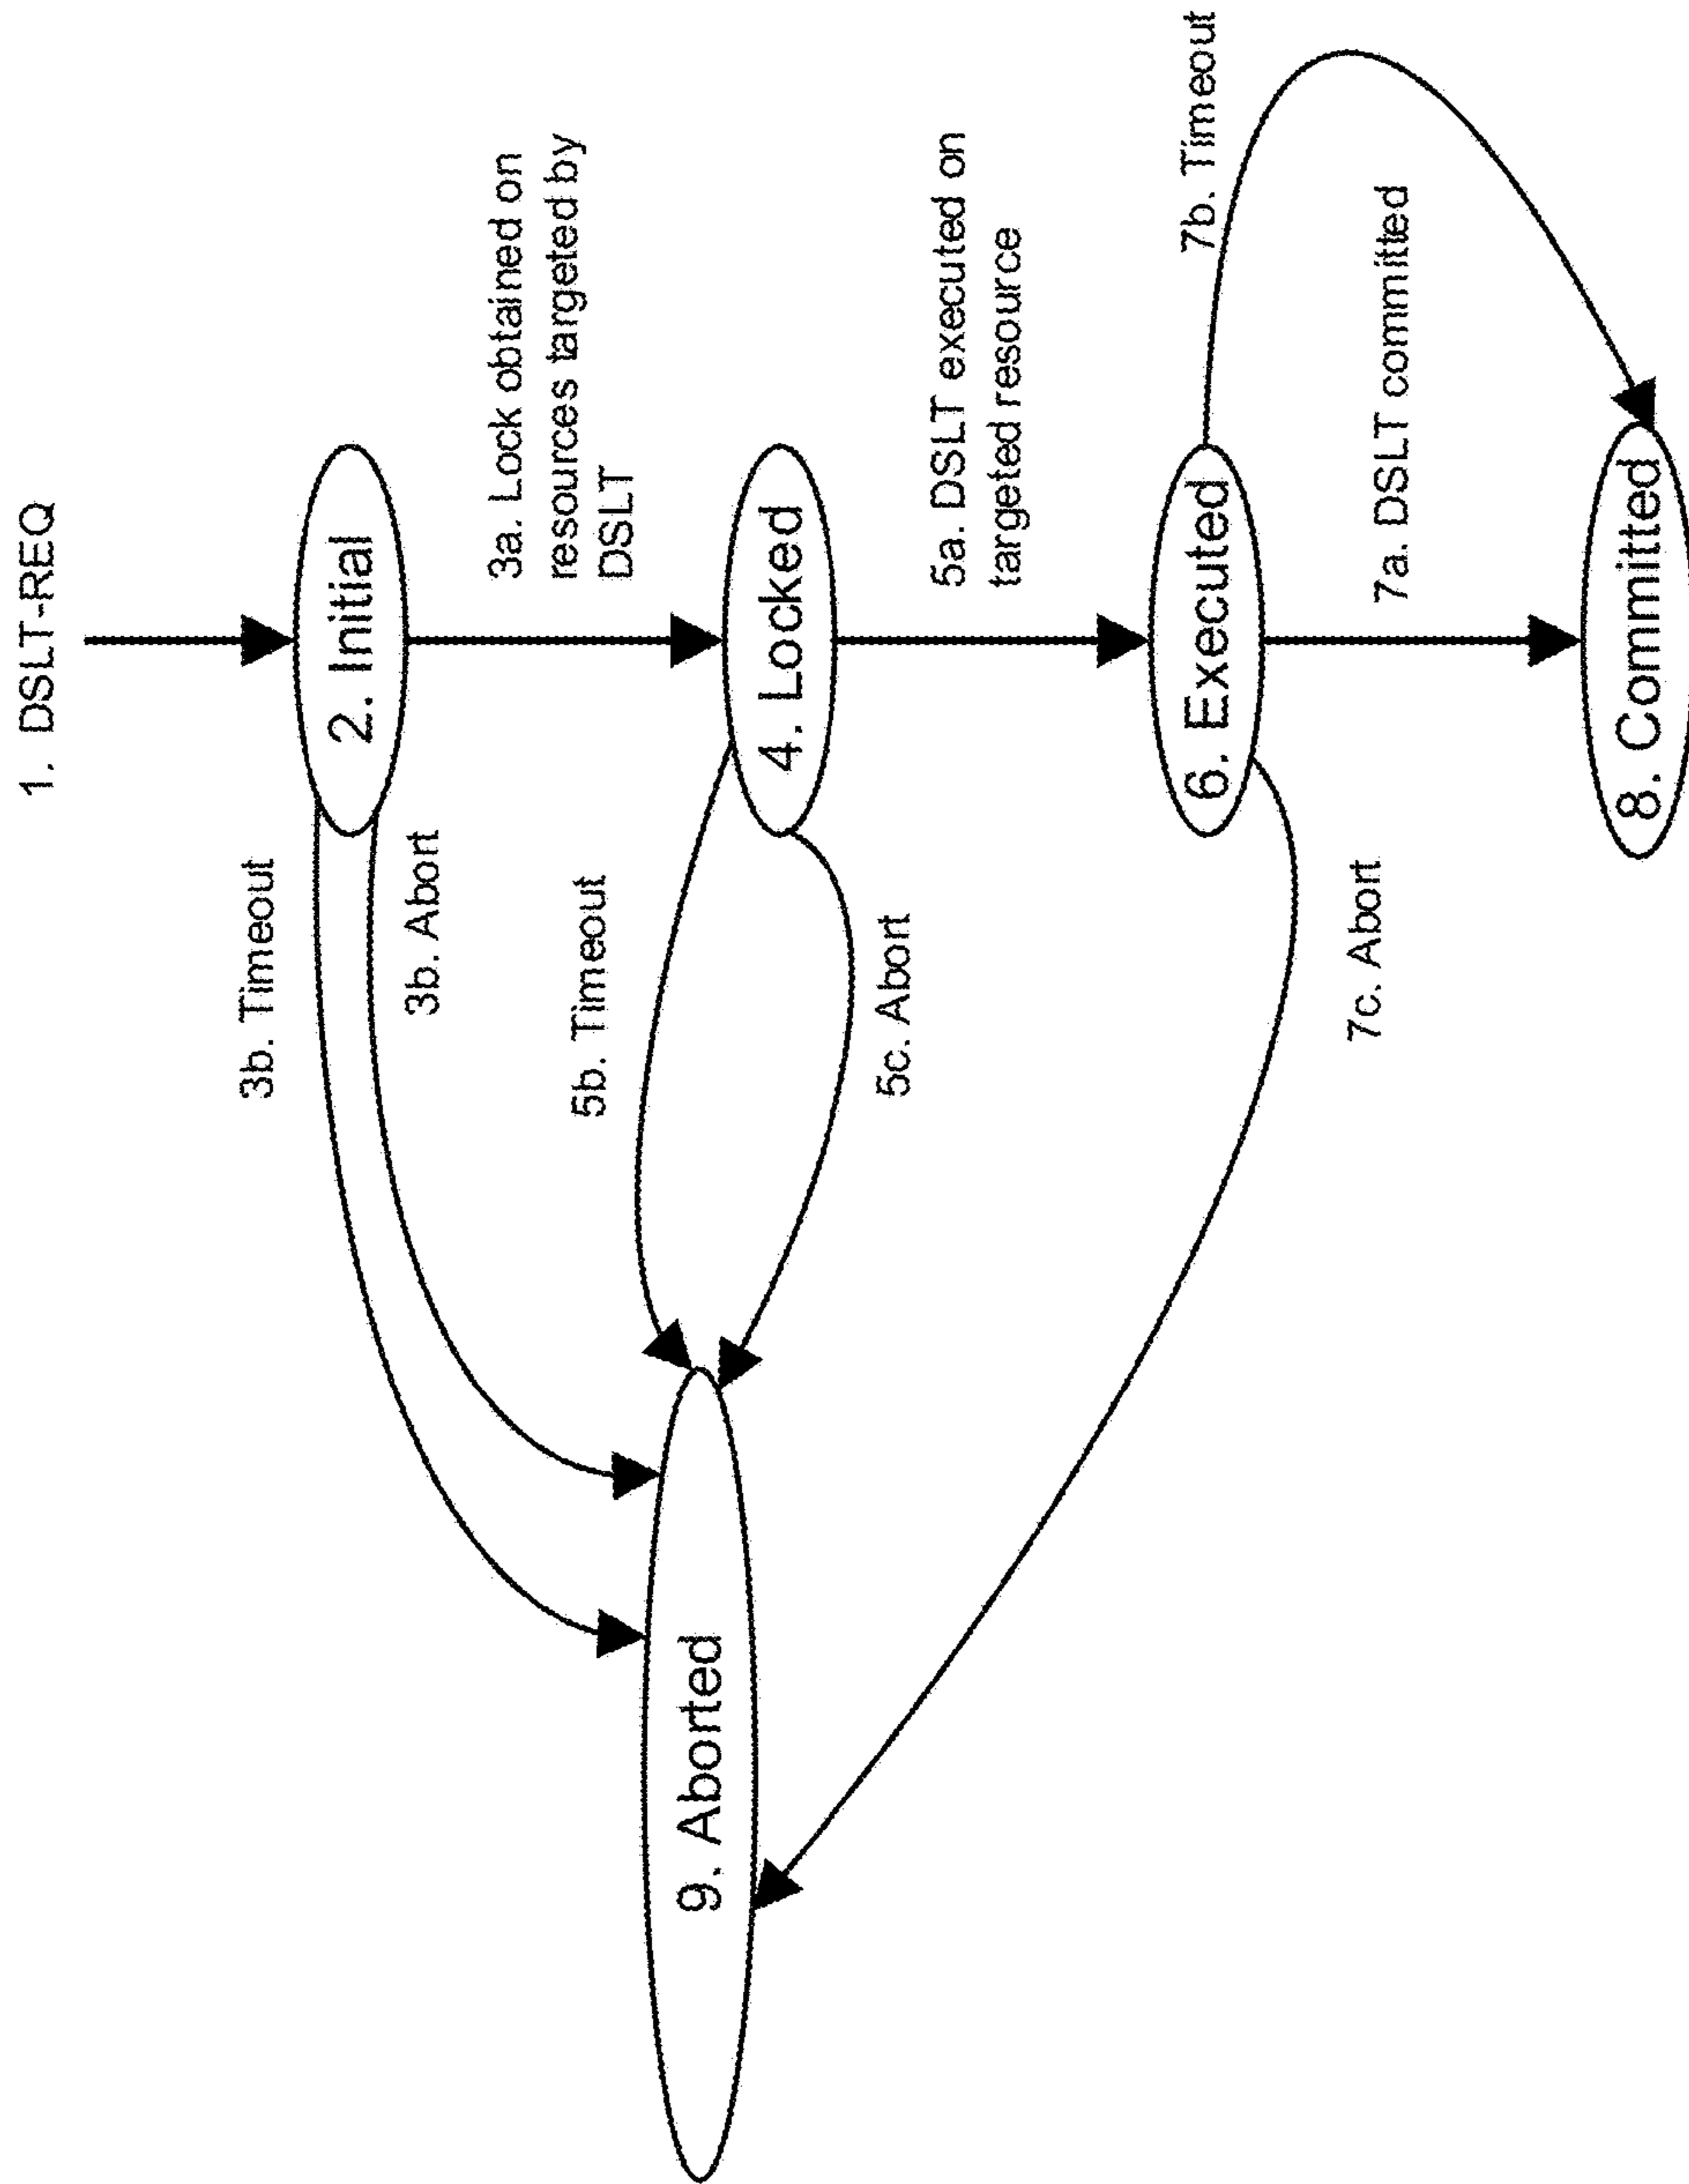 1. DSLT-REQ
2. Initial
3b. Timeout
3b. Abort
3a. Lock obtained on
resources targeted by
DSLT
4. Locked
5b. Timeout
5c. Abort
5a. DSLT executed on
targeted resource
6. Executed
7b. Timeout
7c. Abort
7a. DSLT committed
8. Committed
9. Aborted